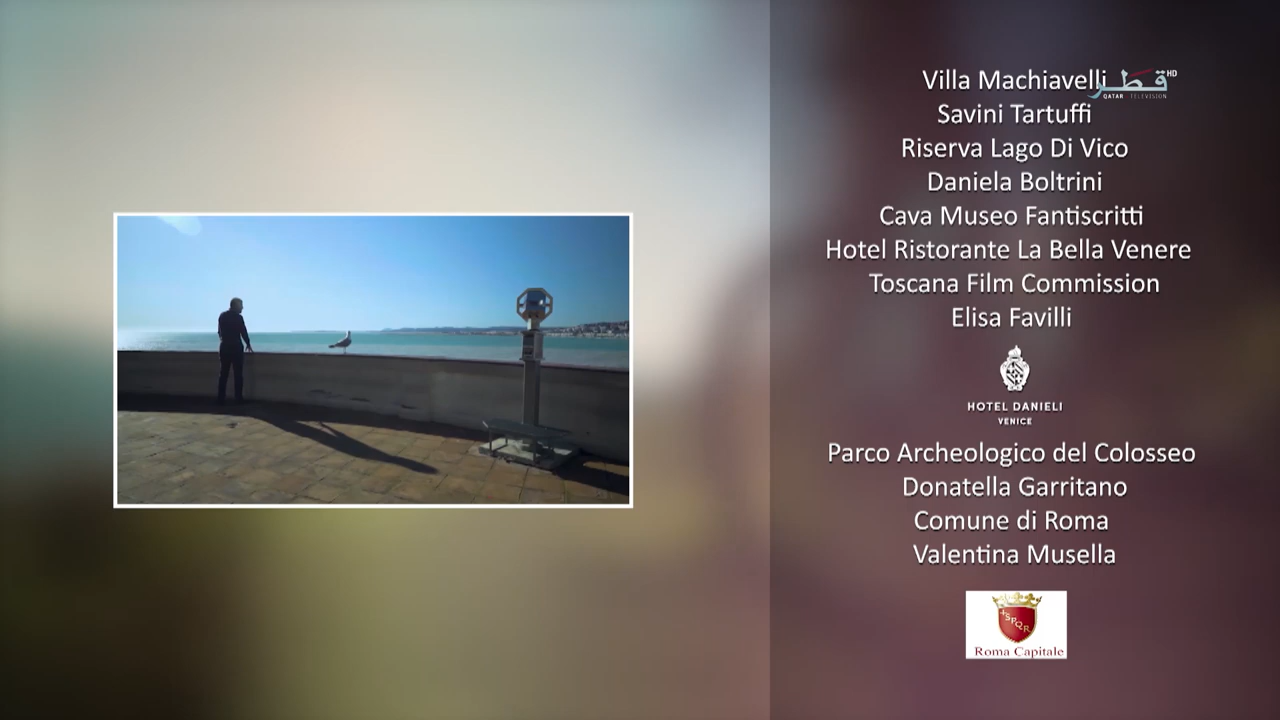 Villa Machiavelli
قطر HD
QATAR TELEVISION
Savini Tartuffi
Riserva Lago Di Vico
Daniela Boltrini
Cava Museo Fantiscritti
Hotel Ristorante La Bella Venere
Toscana Film Commission
Elisa Favilli
HOTEL DANIELI
VENICE
Parco Archeologico del Colosseo
Donatella Garritano
Comune di Roma
Valentina Musella
SPQR
Roma Capitale